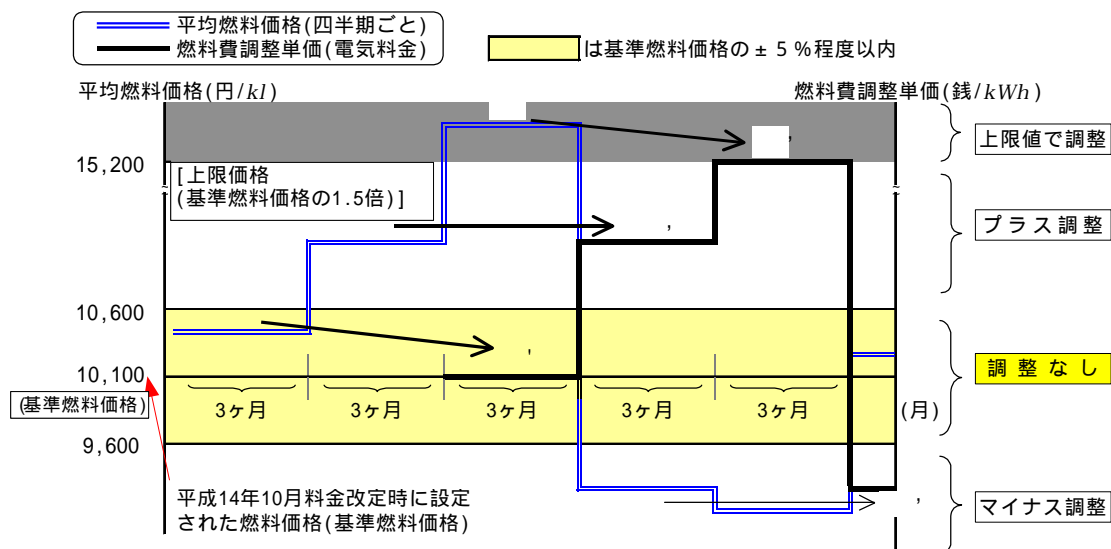 平均燃料価格(四半期ごと)
燃料費調整単価(電気料金)
は基準燃料価格の±5%程度以内
平均燃料価格(円/kl)
燃料費調整単価(銭/kWh)
上限値で調整
,
15,200
[上限価格
(基準燃料価格の1.5倍)]
~
~
,
プラス調整
10,600
'
10,100
調整なし
(基準燃料価格)
3ヶ月
3ヶ月
3ヶ月
3ヶ月
3ヶ月
(月)
9,600
平成14年10月料金改定時に設定
された燃料価格(基準燃料価格)
,
マイナス調整